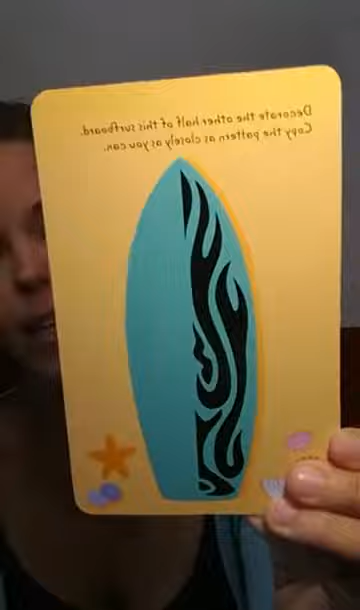 Decorate the other half of this surfboard.
Copy the pattern as closely as you can.